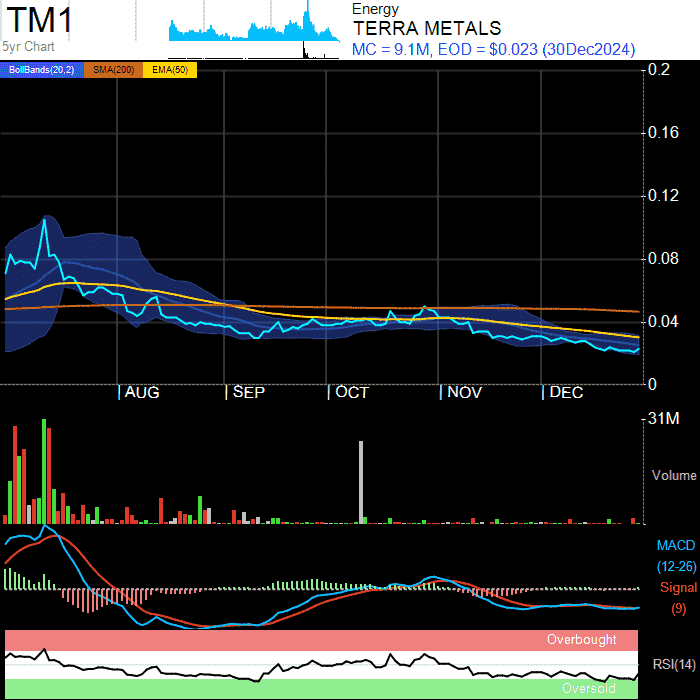 TM1
5yr Chart
Energy
TERRA METALS
MC = 9.1M, EOD = $0.023 (30Dec2024)
BollBands(20,2) SMA(200) EMA(50)
0.2
0.16
0.12
0.08
0.04
0
AUG SEP OCT NOV DEC
31M
Volume
MACD
(12-26)
Signal
(9)
Overbought
RSI(14)
Oversold